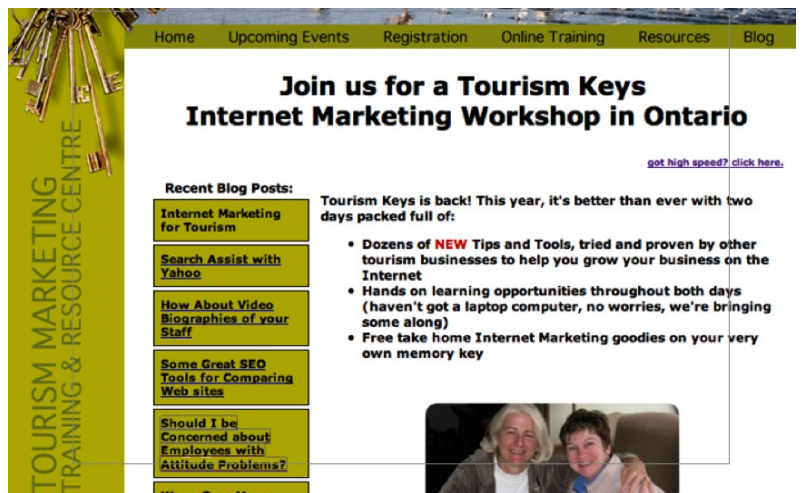 Home Upcoming Events Registration Online Training Resources Blog
Join us for a Tourism Keys
Internet Marketing Workshop in Ontario
got high speed? click here.
TOURISM MARKETING
TRAINING & RESOURCE CENTRE
Recent Blog Posts:
Internet Marketing
for Tourism
Search Assist with
Yahoo
How About Video
Biographies of your
Staff
Some Great SEO
Tools for Comparing
Web sites
Should I be
Concerned about
Employees with
Attitude Problems?
Tourism Keys is back! This year, it's better than ever with two
days packed full of:
• Dozens of NEW Tips and Tools, tried and proven by other
tourism businesses to help you grow your business on the
Internet
• Hands on learning opportunities throughout both days
(haven't got a laptop computer, no worries, we're bringing
some along)
• Free take home Internet Marketing goodies on your very
own memory key